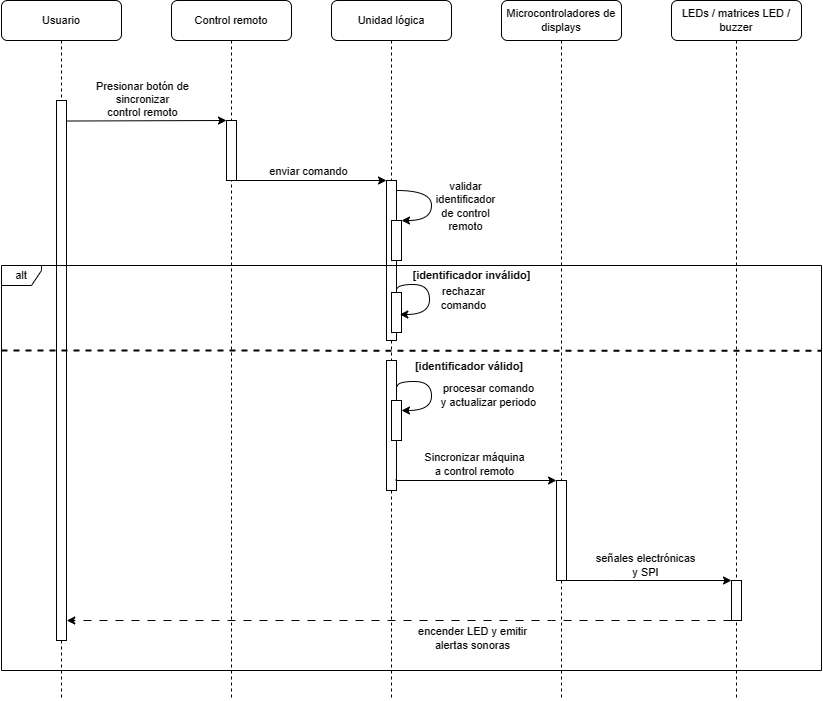 Usuario
Control remoto
Unidad lógica
Microcontroladores de
displays
LEDs / matrices LED /
buzzer
Presionar botón de
sincronizar
control remoto
enviar comando
validar
identificador
de control
remoto
alt
[identificador inválido]
rechazar
comando
[identificador válido]
procesar comando
y actualizar periodo
Sincronizar máquina
a control remoto
señales electrónicas
y SPI
encender LED y emitir
alertas sonoras